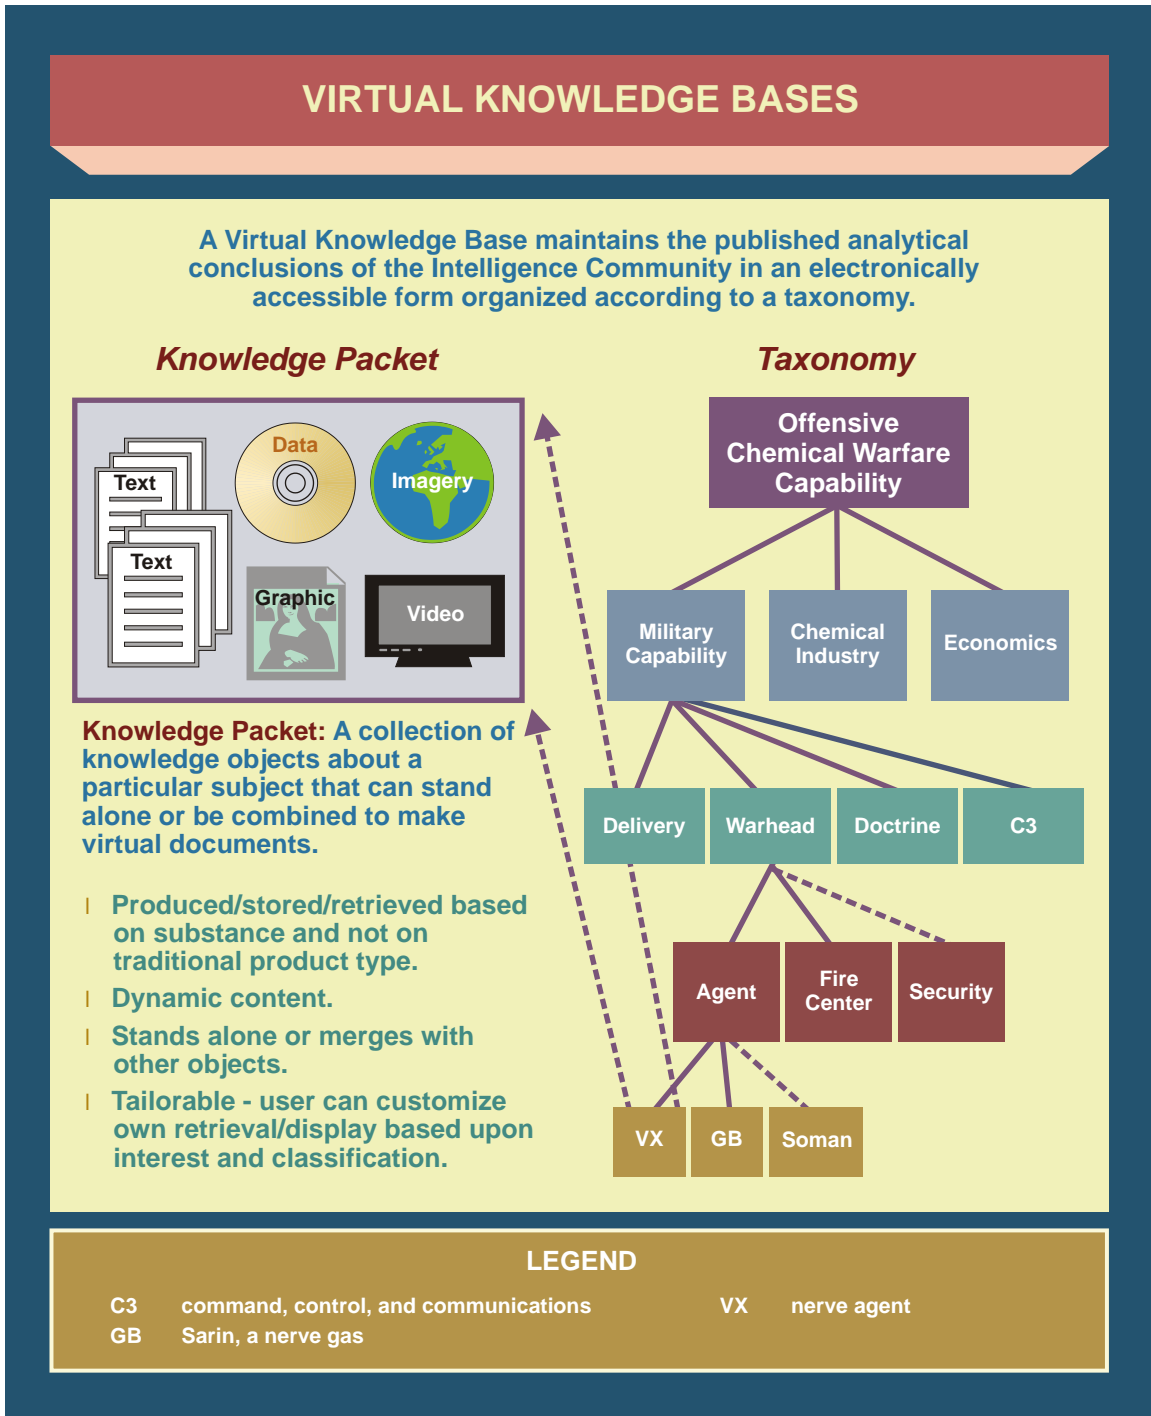 VIRTUAL KNOWLEDGE BASES
A Virtual Knowledge Base maintains the published analytical
conclusions of the Intelligence Community in an electronically
accessible form organized according to a taxonomy.
Knowledge Packet
Text
Text
Data
Imagery
Graphic
Video
Knowledge Packet: A collection of
knowledge objects about a
particular subject that can stand
alone or be combined to make
virtual documents.
l Produced/stored/retrieved based
on substance and not on
traditional product type.
l Dynamic content.
l Stands alone or merges with
other objects.
l Tailorable - user can customize
own retrieval/display based upon
interest and classification.
Taxonomy
Offensive
Chemical Warfare
Capability
Military
Capability
Chemical
Industry
Economics
Delivery
Warhead
Doctrine
C3
Agent
Fire
Center
Security
VX
GB
Soman
LEGEND
C3 command, control, and communications
GB Sarin, a nerve gas
VX nerve agent